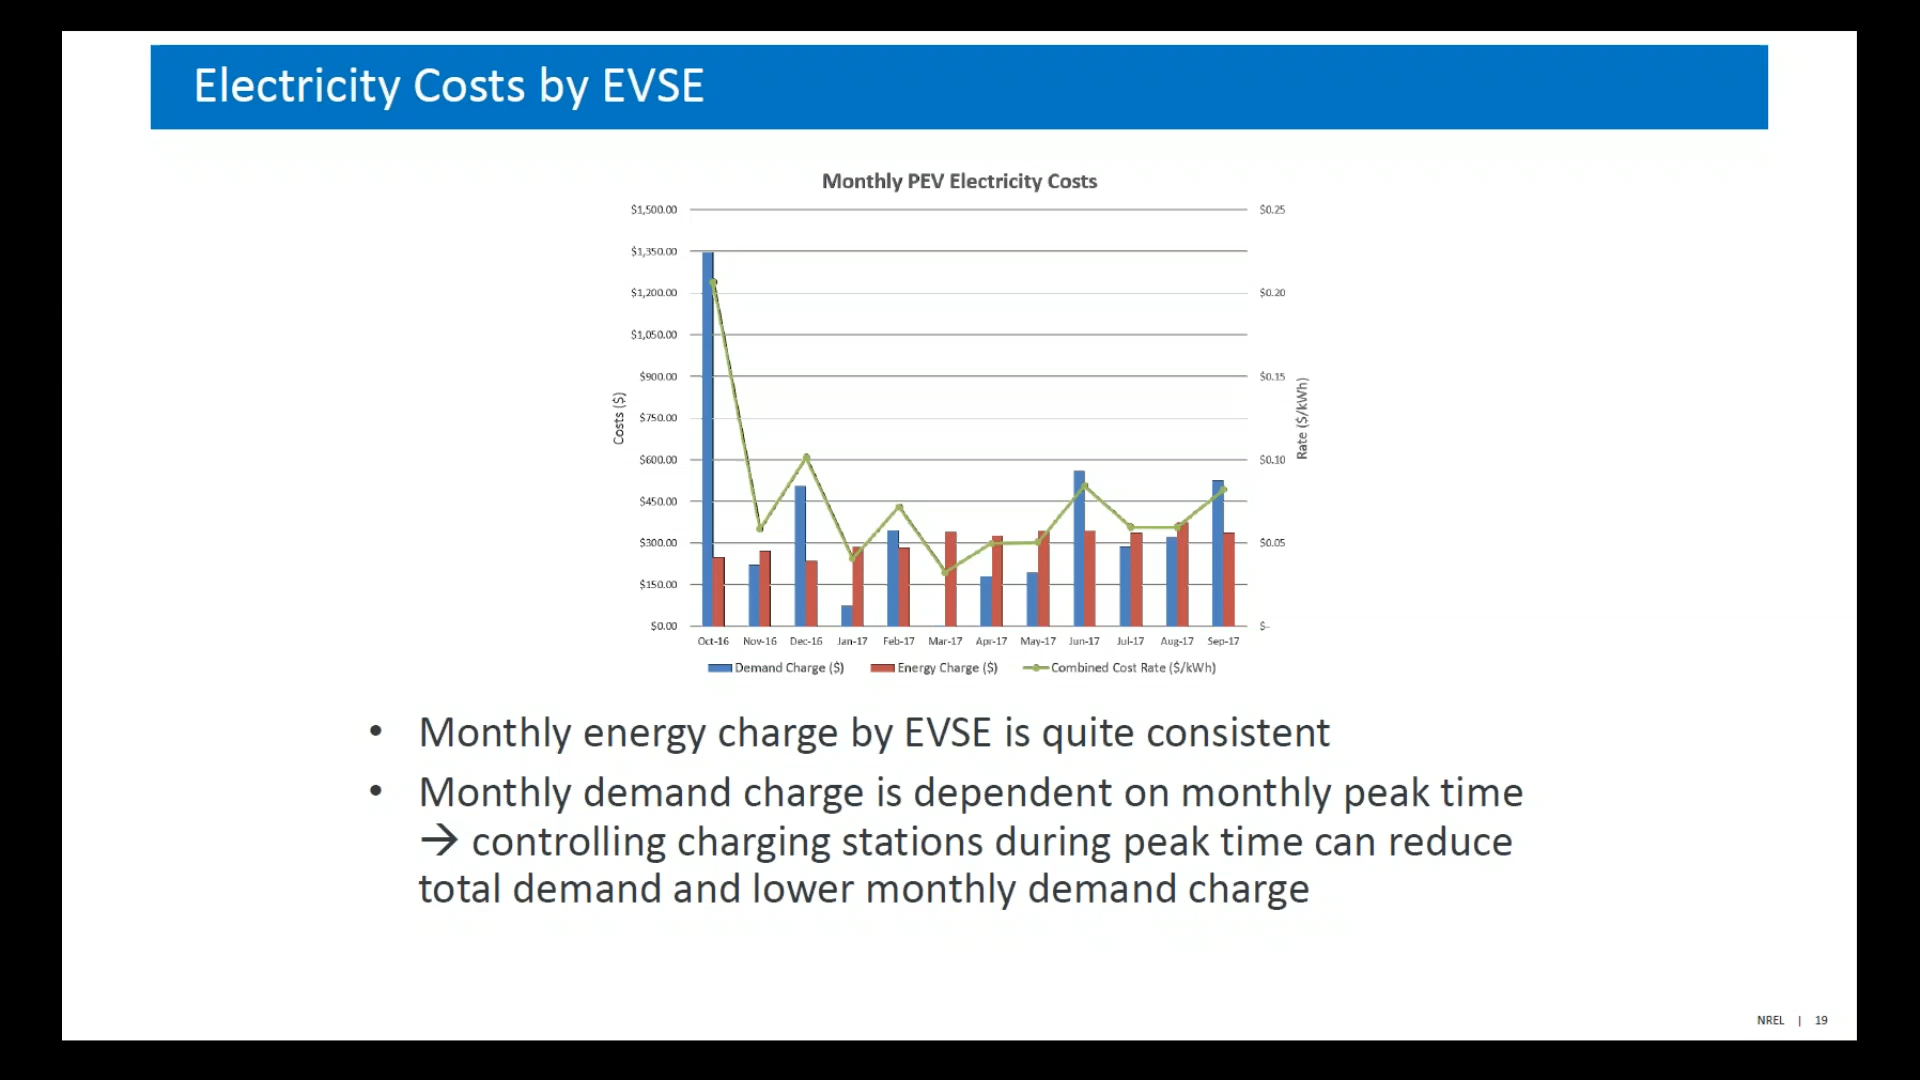 Electricity Costs by EVSE
Monthly PEV Electricity Costs
$1,500.00
$1,350.00
$1,200.00
$1,050.00
$900.00
$750.00
$600.00
$450.00
$300.00
$150.00
$0.00
Costs ($)
$0.25
$0.20
$0.15
$0.10
$0.05
$-
Rate ($/kWh)
Oct-16 Nov-16 Dec-16 Jan-17 Feb-17 Mar-17 Apr-17 May-17 Jun-17 Jul-17 Aug-17 Sep-17
Demand Charge ($) Energy Charge ($) Combined Cost Rate ($/kWh)
• Monthly energy charge by EVSE is quite consistent
• Monthly demand charge is dependent on monthly peak time
→ controlling charging stations during peak time can reduce
total demand and lower monthly demand charge
NREL | 19